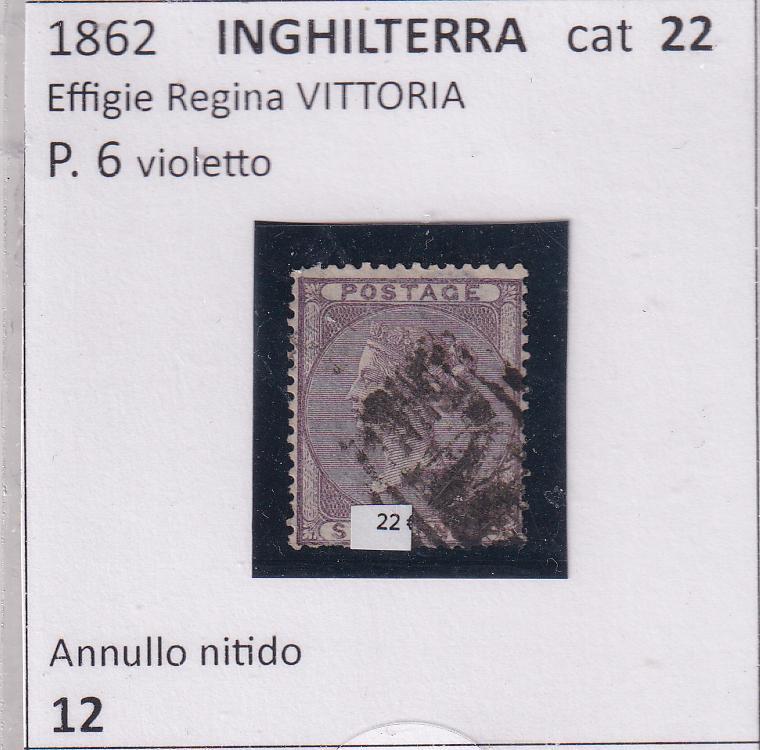 1862 INGHILTERRA cat 22
Effigie Regina VITTORIA
P. 6 violetto
POSTAGE
S
22 €
Annullo nitido
12